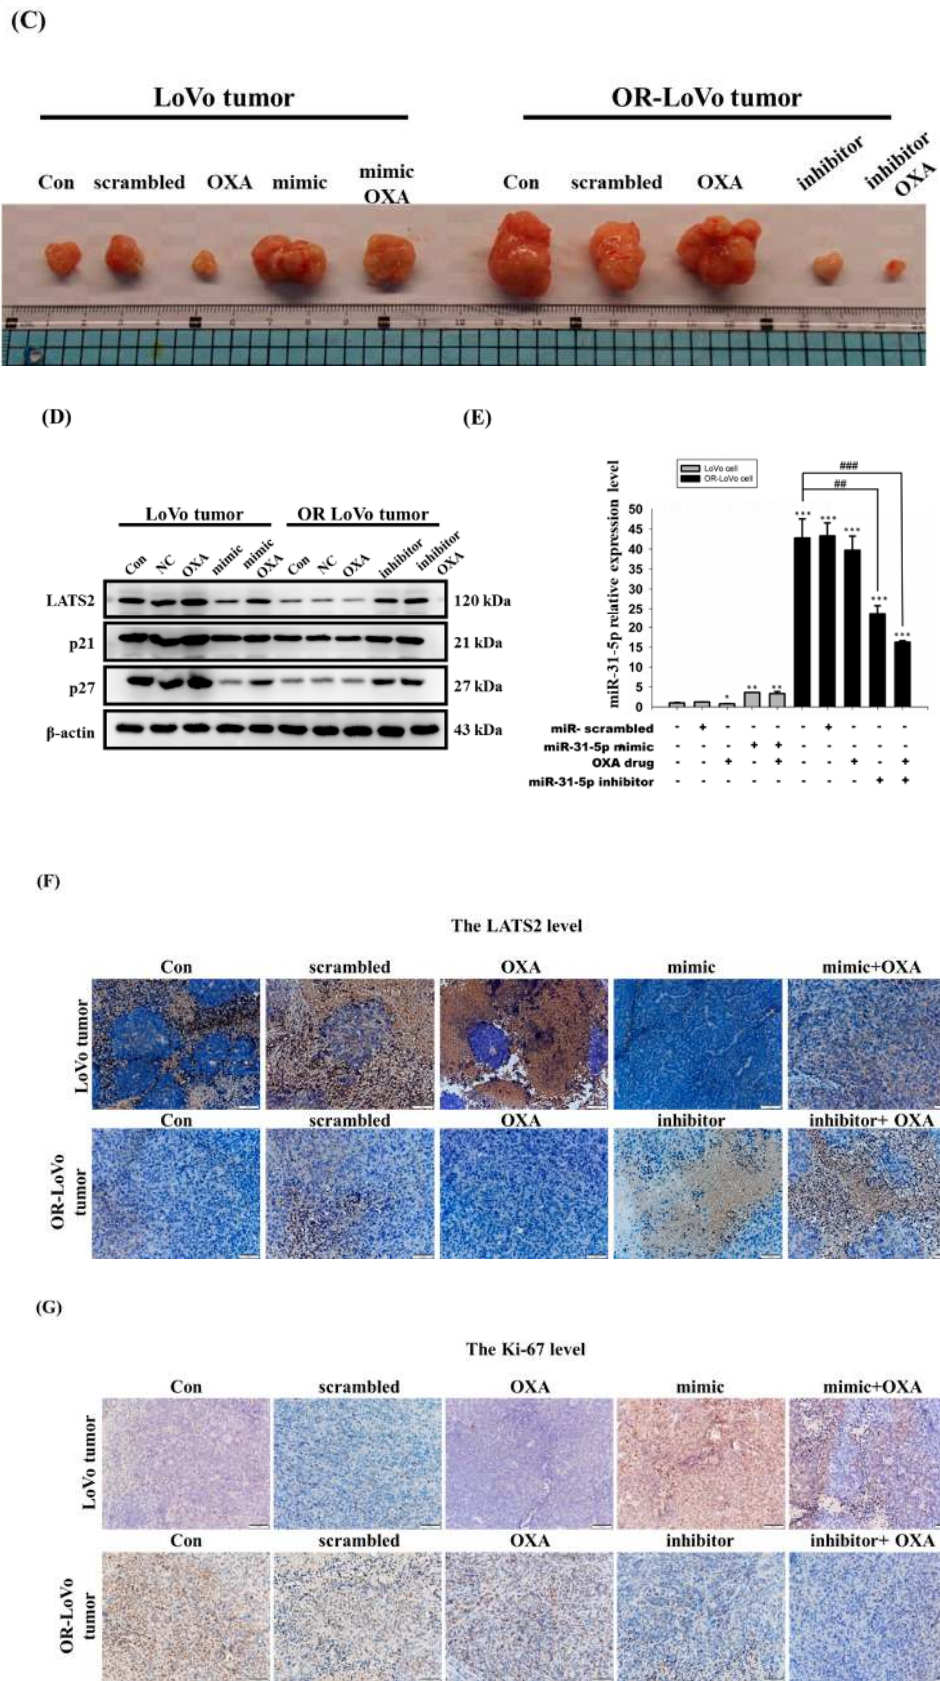 (C)
LoVo tumor OR-LoVo tumor
Con scrambled OXA mimic mimic OXA Con scrambled OXA inhibitor inhibitor OXA
(D)
LoVo tumor OR LoVo tumor
Con NC OXA mimic mimic OXA Con NC OXA inhibitor inhibitor OXA
LATS2 120 kDa
p21 21 kDa
p27 27 kDa
β-actin 43 kDa
(E)
LoVo cell
OR-LoVo cell
###
##
miR-31-5p relative expression level
50
45
40
35
30
25
20
15
10
5
0
* ** ** *** *** *** *** ***
miR- scrambled - + - - - - + - - -
miR-31-5p mimic - - - + + - - - - -
OXA drug - - + - + - - + - +
miR-31-5p inhibitor - - - - - - - - + +
(F)
The LATS2 level
Con scrambled OXA mimic mimic+OXA
LoVo tumor
Con scrambled OXA inhibitor inhibitor+ OXA
OR-LoVo tumor
(G)
The Ki-67 level
Con scrambled OXA mimic mimic+OXA
LoVo tumor
Con scrambled OXA inhibitor inhibitor+ OXA
OR-LoVo tumor